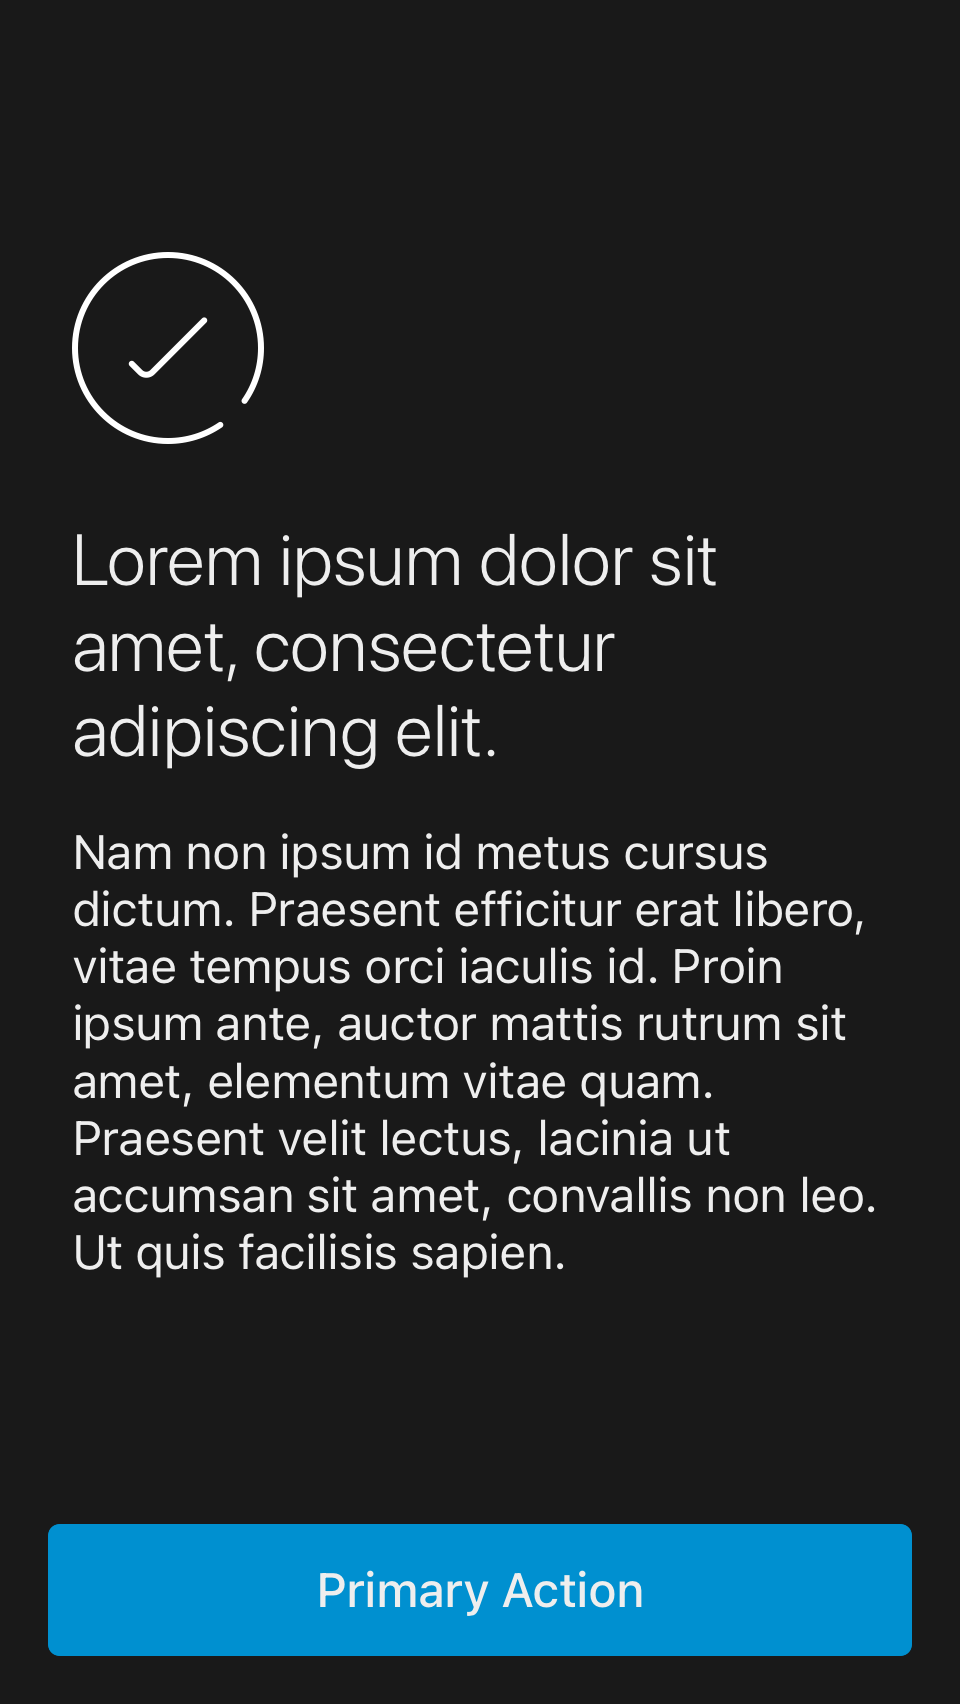 Lorem ipsum dolor sit
amet, consectetur
adipiscing elit.
Nam non ipsum id metus cursus
dictum. Praesent efficitur erat libero,
vitae tempus orci iaculis id. Proin
ipsum ante, auctor mattis rutrum sit
amet, elementum vitae quam.
Praesent velit lectus, lacinia ut
accumsan sit amet, convallis non leo.
Ut quis facilisis sapien.
Primary Action